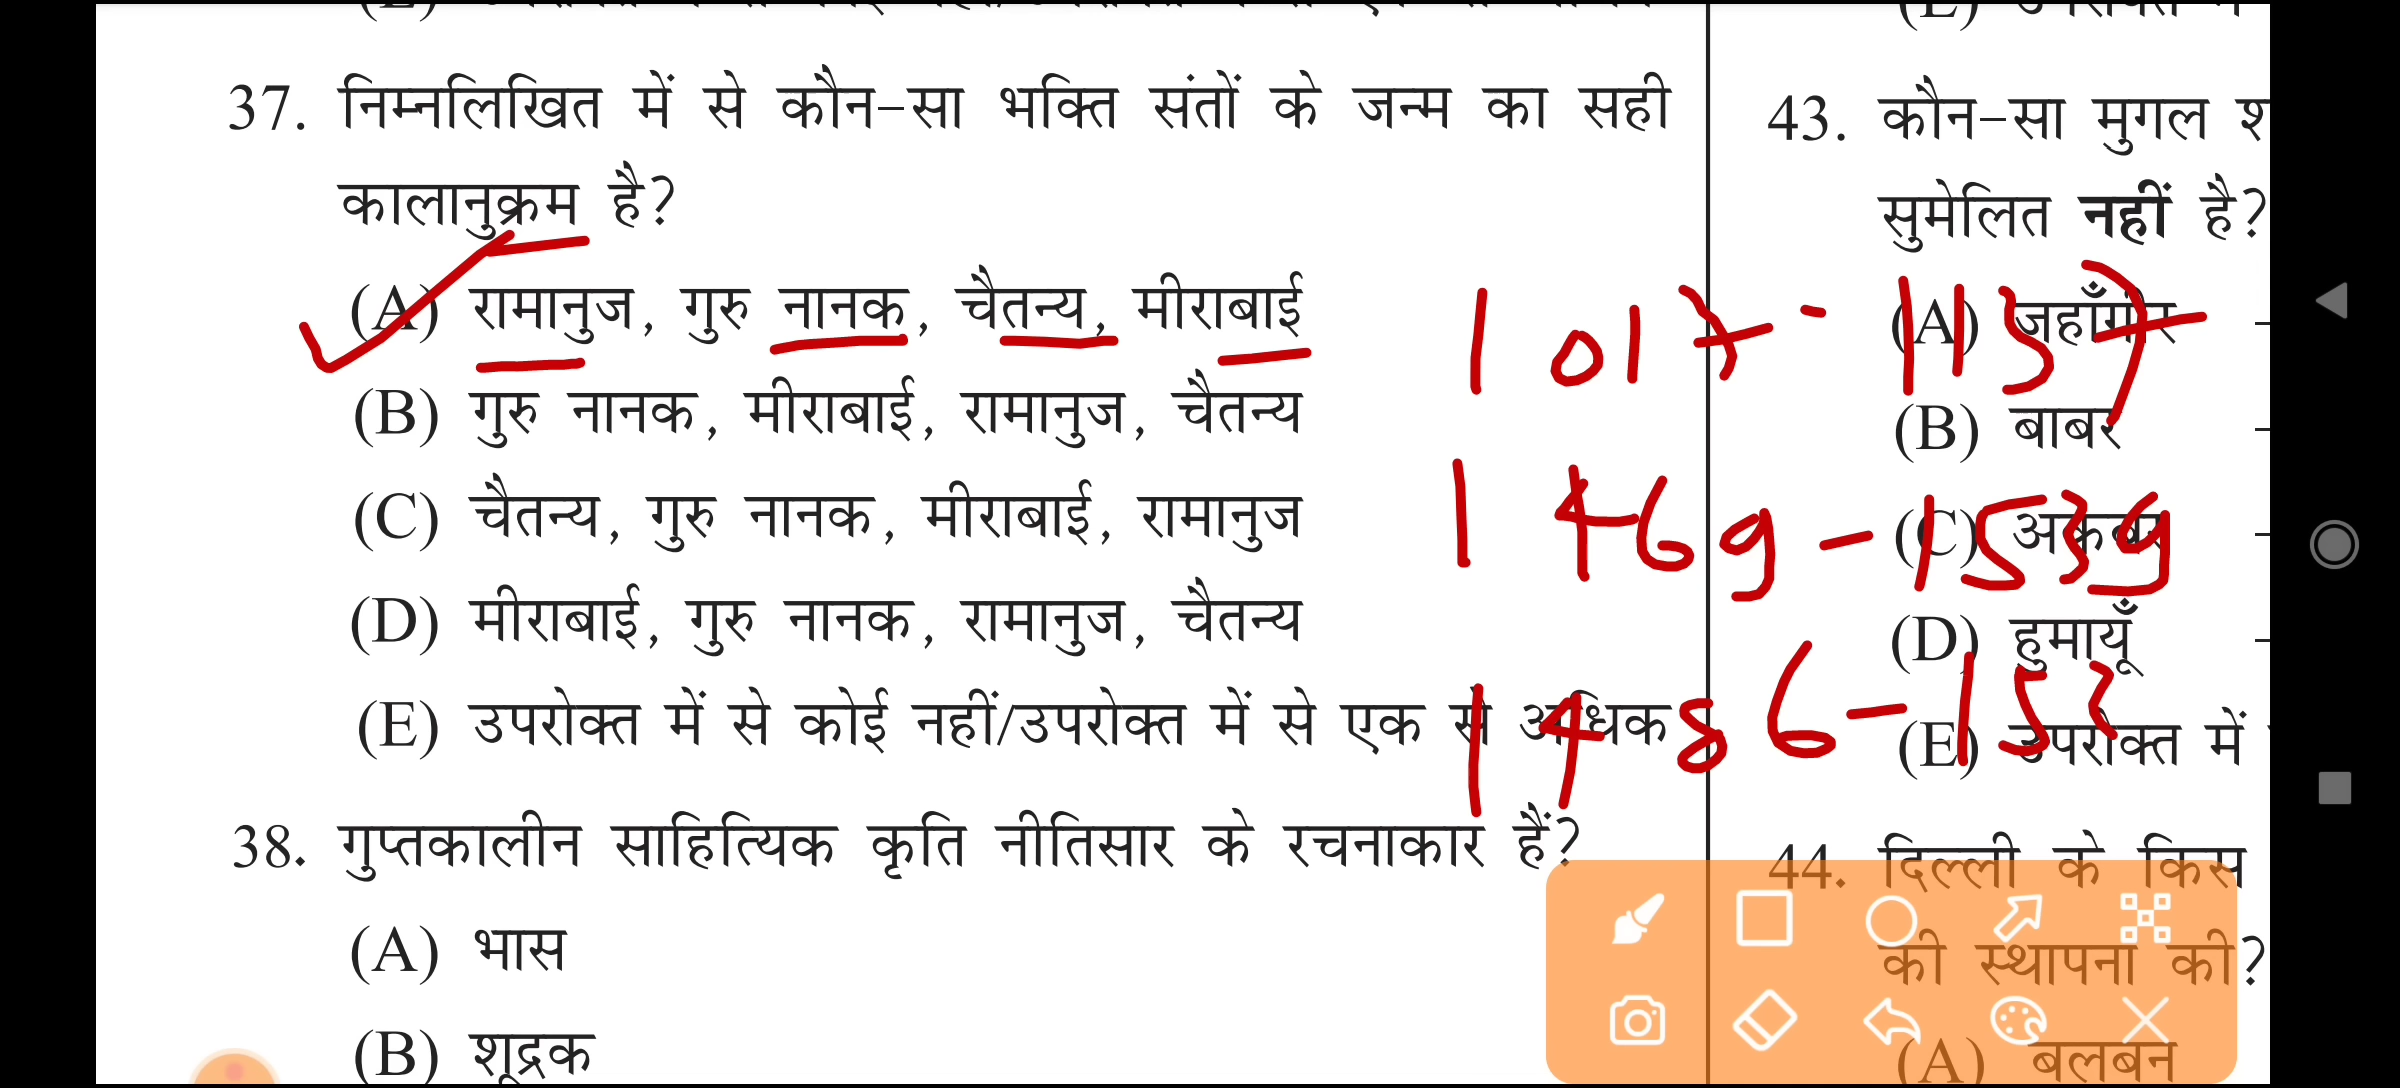 37. निम्नलिखित में से कौन-सा भक्ति संतों के जन्म का सही
कालानुक्रम है?
(A) रामानुज, गुरु नानक, चैतन्य, मीराबाई
(B) गुरु नानक, मीराबाई, रामानुज, चैतन्य
(C) चैतन्य, गुरु नानक, मीराबाई, रामानुज
(D) मीराबाई, गुरु नानक, रामानुज, चैतन्य
(E) उपरोक्त में से कोई नहीं/उपरोक्त में से एक से अधिक
38. गुप्तकालीन साहित्यिक कृति नीतिसार के रचनाकार हैं?
(A) भास
(B) शूद्रक
1017-1137
1469-1539
1486-153
43. कौन-सा मुगल
सुमेलित नहीं है?
(A) जहाँगीर -
(B) बाबर -
(C) अकबर -
(D) हुमायूँ -
(E) उपरोक्त में
44. दिल्ली के किस
की स्थापना की?
(A) बलबन